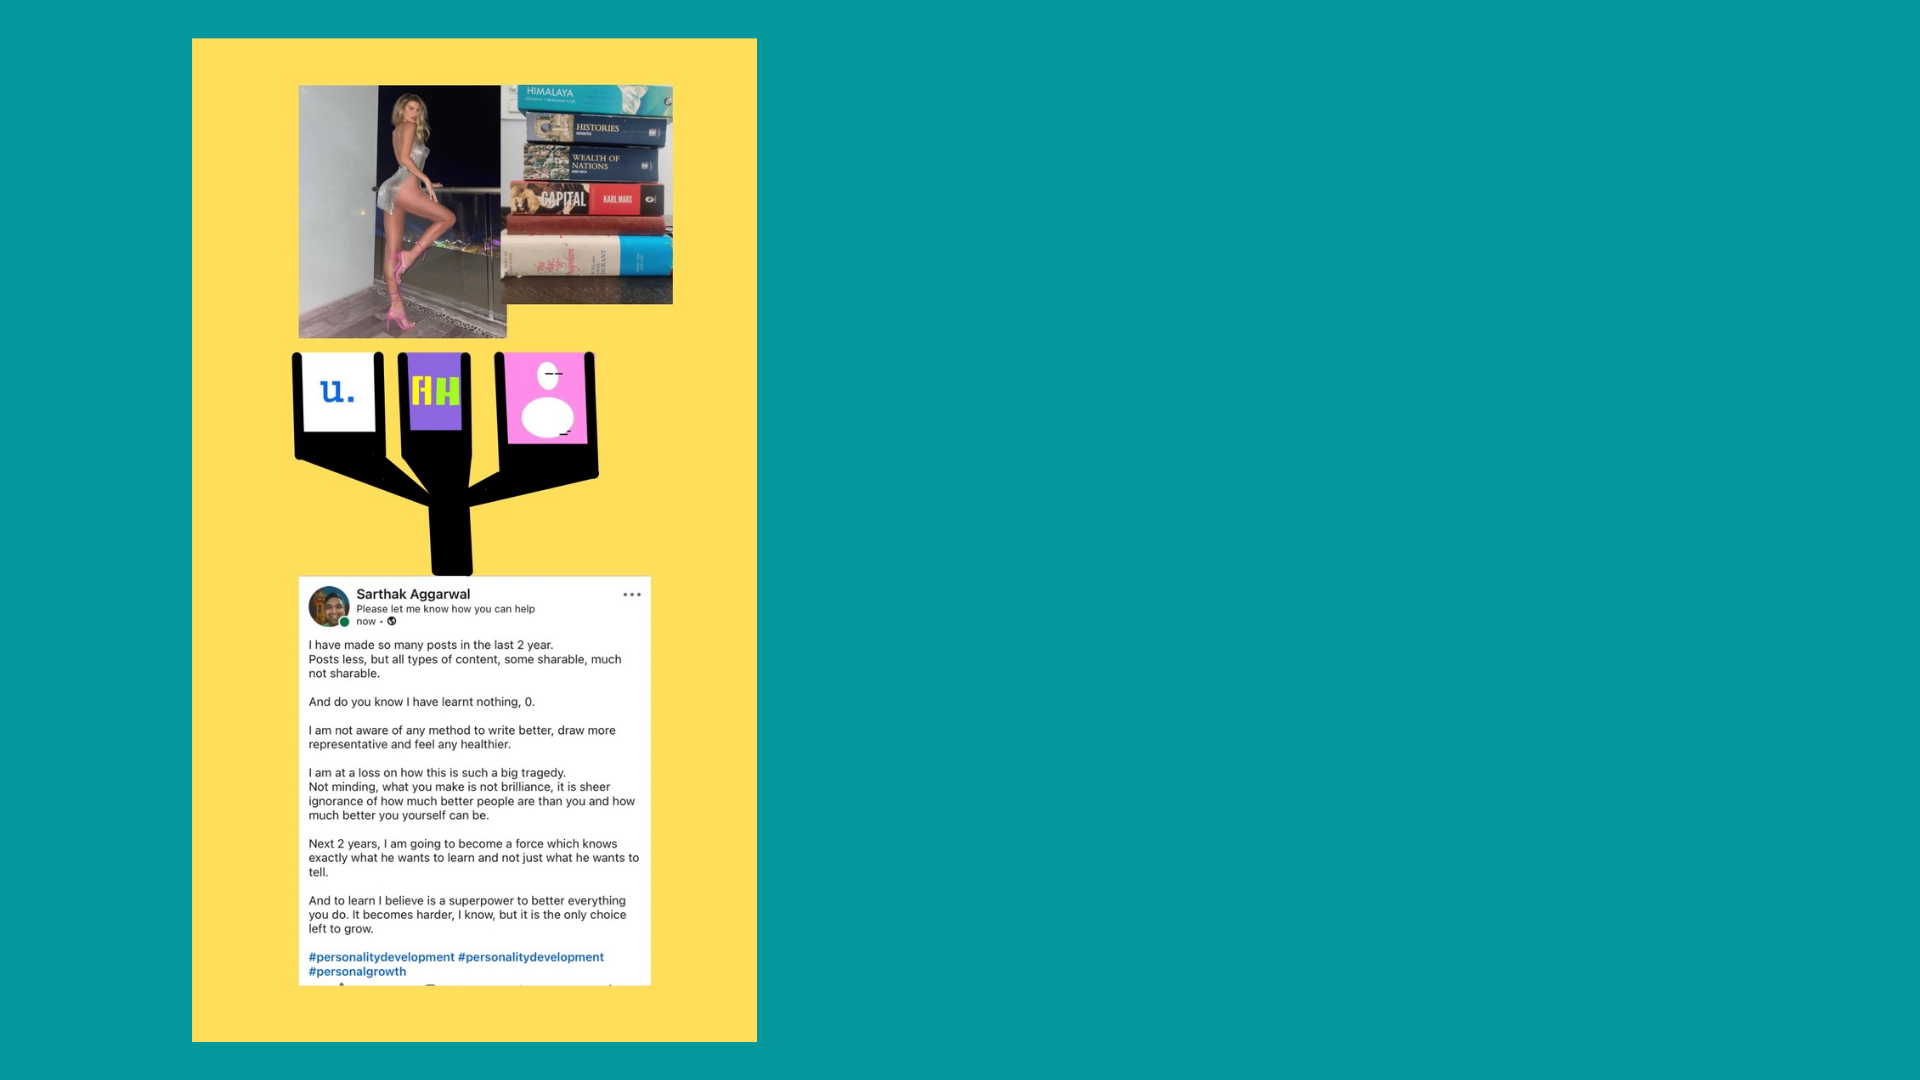 HIMALAYA
HISTORIES
WEALTH OF
NATIONS
CAPITAL
KARL MARX
The
Age
of
Napoleon
DURANT
u.
AH
Sarthak Aggarwal
Please let me know how you can help
now •
I have made so many posts in the last 2 year.
Posts less, but all types of content, some sharable, much
not sharable.
And do you know I have learnt nothing, 0.
I am not aware of any method to write better, draw more
representative and feel any healthier.
I am at a loss on how this is such a big tragedy.
Not minding, what you make is not brilliance, it is sheer
ignorance of how much better people are than you and how
much better you yourself can be.
Next 2 years, I am going to become a force which knows
exactly what he wants to learn and not just what he wants to
tell.
And to learn I believe is a superpower to better everything
you do. It becomes harder, I know, but it is the only choice
left to grow.
#personalitydevelopment #personalitydevelopment
#personalgrowth